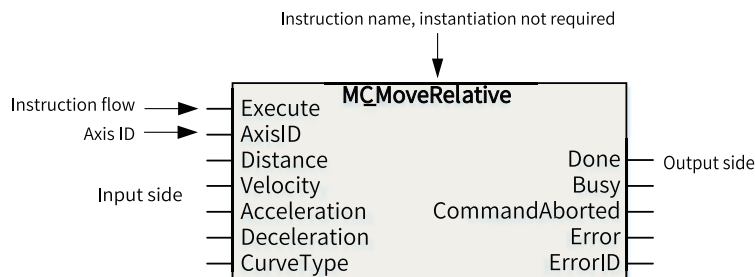 Instruction name, instantiation not required
MC_MoveRelative
Instruction flow
Execute
Axis ID
AxisID
Distance
Done
Output side
Input side
Velocity
Busy
Acceleration
CommandAborted
Deceleration
Error
CurveType
ErrorID